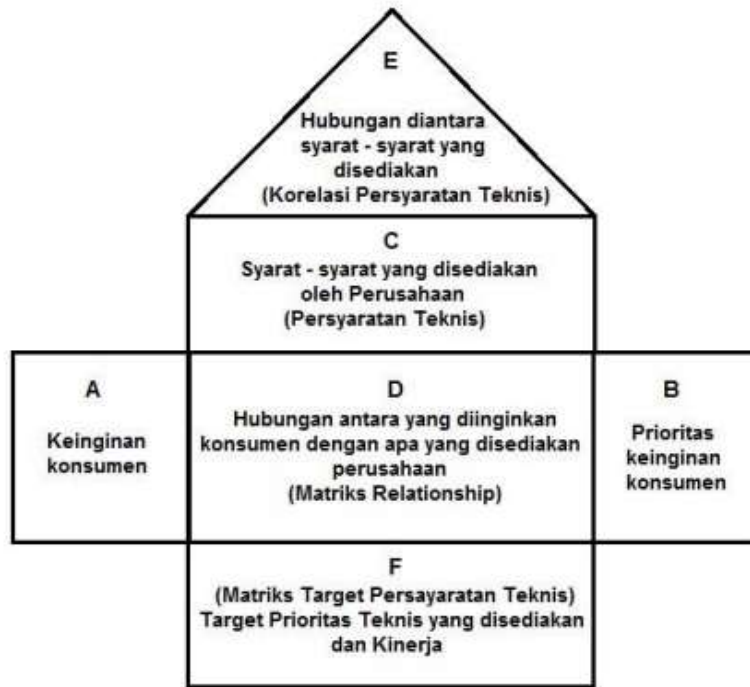 E
Hubungan diantara
syarat - syarat yang
disediakan
(Korelasi Persyaratan Teknis)
C
Syarat - syarat yang disediakan
oleh Perusahaan
(Persyaratan Teknis)
A
Keinginan
konsumen
D
Hubungan antara yang diinginkan
konsumen dengan apa yang disediakan
perusahaan
(Matriks Relationship)
B
Prioritas
keinginan
konsumen
F
(Matriks Target Persayaratan Teknis)
Target Prioritas Teknis yang disediakan
dan Kinerja